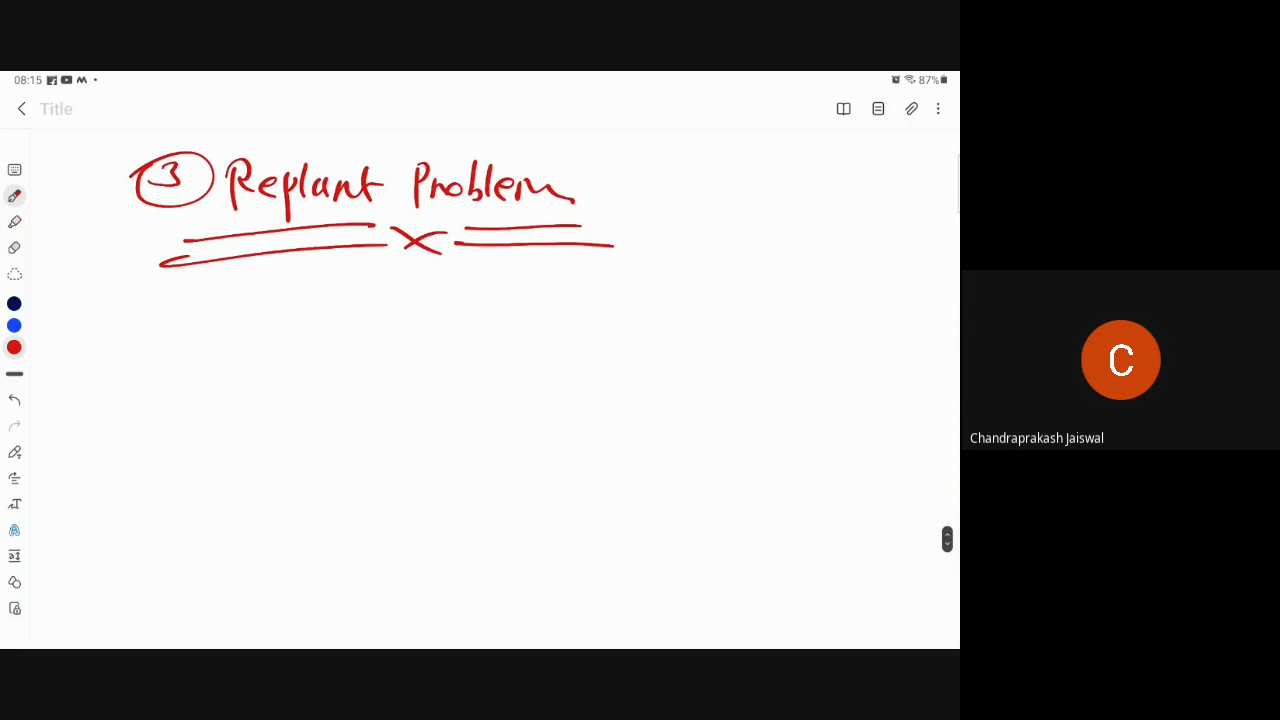 08:15 87%
Title
③ Replant Problem
C
Chandraprakash Jaiswal